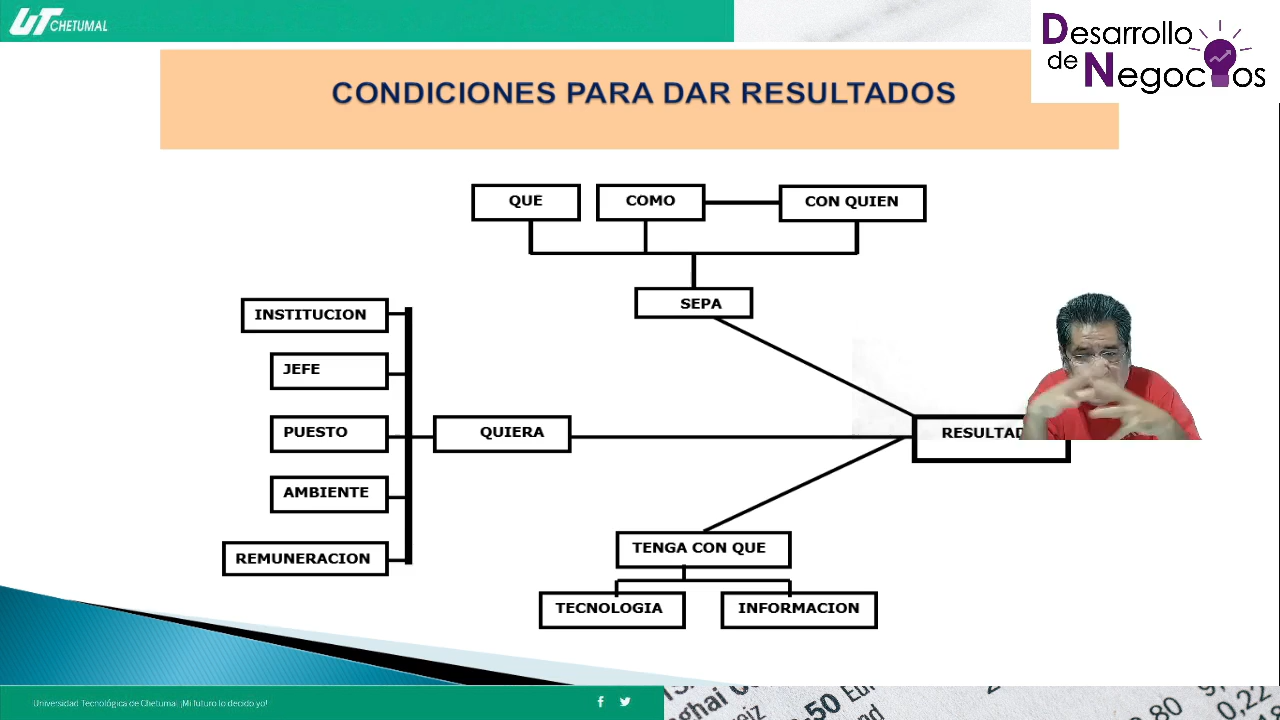 UT CHETUMAL
Desarrollo
de Negocios
CONDICIONES PARA DAR RESULTADOS
QUE
COMO
CON QUIEN
SEPA
INSTITUCION
JEFE
PUESTO
QUIERA
AMBIENTE
REMUNERACION
TENGA CON QUE
TECNOLOGIA
INFORMACION
Universidad Tecnológica de Chetumal ¡Mi futuro lo decido yo!